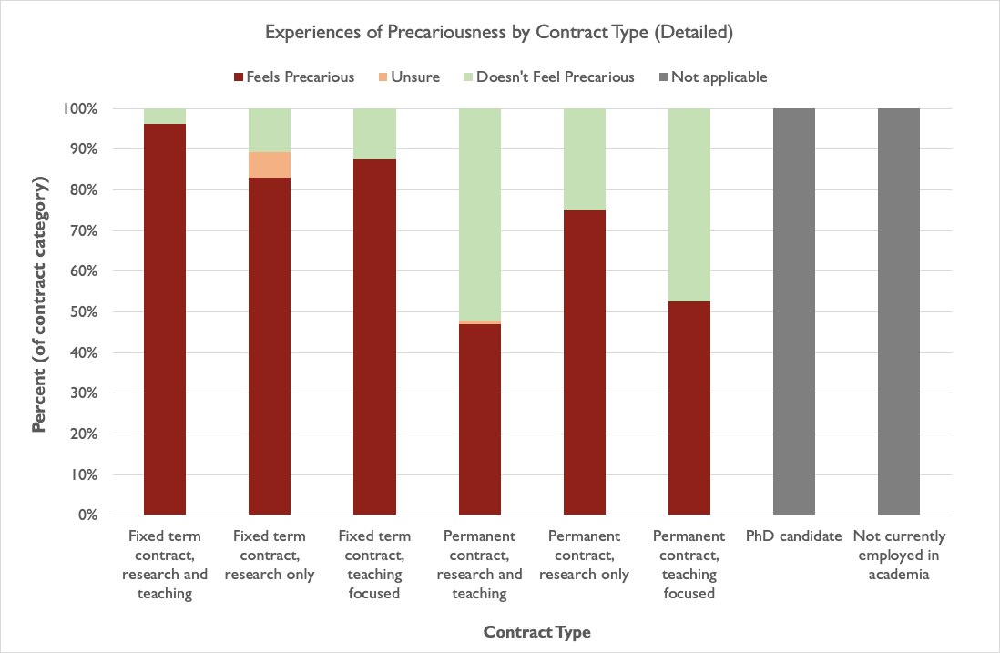 Experiences of Precariousness by Contract Type (Detailed)
Feels Precarious Unsure Doesn't Feel Precarious Not applicable
100%
90%
80%
70%
60%
50%
40%
30%
20%
10%
0%
Percent (of contract category)
Fixed term
contract,
research and
teaching
Fixed term
contract,
research only
Fixed term
contract,
teaching
focused
Permanent
contract,
research and
teaching
Permanent
contract,
research only
Permanent
contract,
teaching
focused
PhD candidate
Not currently
employed in
academia
Contract Type